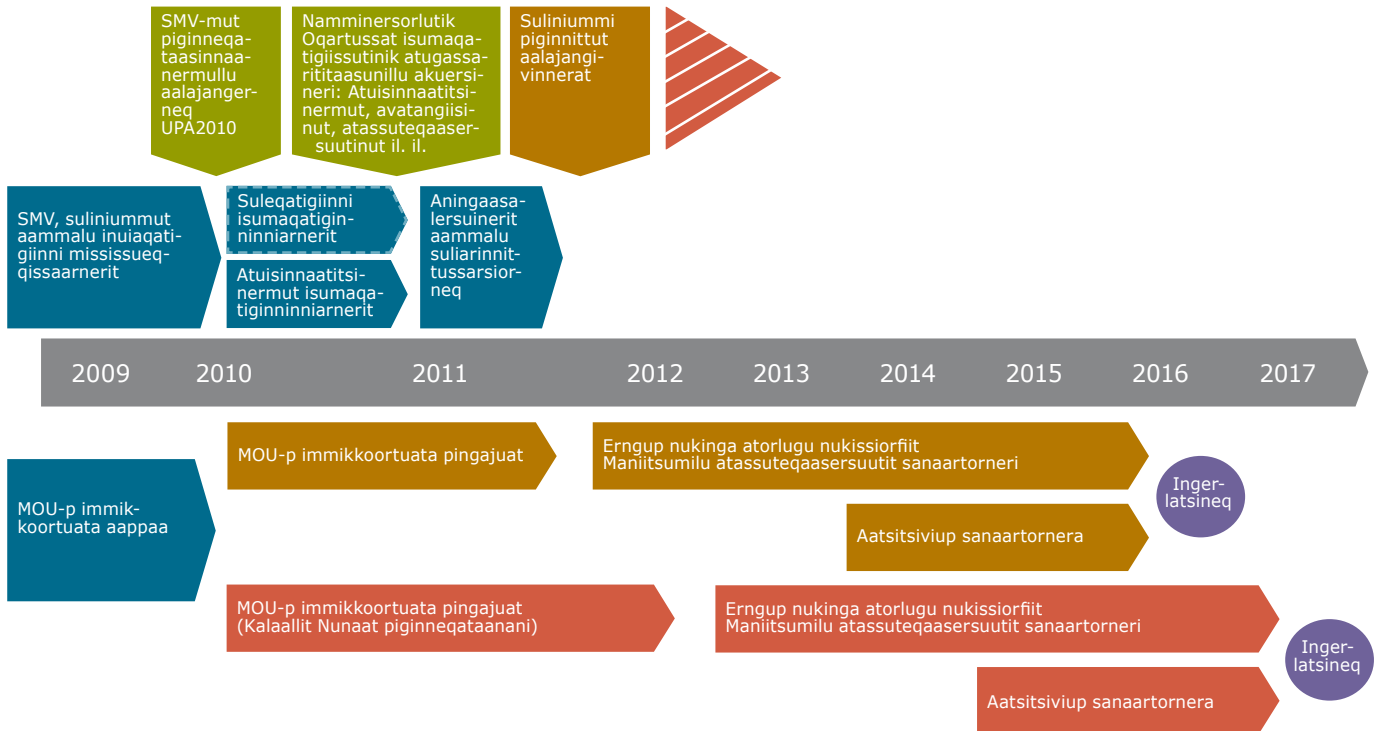 SMV-mut
piginneqa-
taasinnaa-
nermullu
aalajanger-
neq
UPA2010
Namminersorlutik
Oqartussat isumaqa-
tigiissutinik atugassa-
rititaasunillu akuersi-
neri: Atuisinnaatitsi-
nermut, avatangiisi-
nut, atassuteqaaser-
suutinut il. il.
Suliniummi
piginnittut
aalajangi-
vinnerat
SMV, suliniummut
aammalu inuiaqati-
giinni mississueq-
qissaarnerit
Suleqatigiinni
isumaqatigin-
ninniarnerit
Atuisinnaatitsi-
nermut isumaqa-
tiginninniarnerit
Aningaasa-
lersuinerit
aammalu
suliarinnit-
tussarsior-
neq
2009 2010 2011 2012 2013 2014 2015 2016 2017
MOU-p immik-
koortuata aappaa
MOU-p immikkoortuata pingajuat
Erngup nukinga atorlugu nukissiorfiit
Maniitsumilu atassuteqaasersuutit sanaartorneri
Aatsitsiviup sanaartornera
Inger-
latsineq
MOU-p immikkoortuata pingajuat
(Kalaallit Nunaat piginneqataanani)
Erngup nukinga atorlugu nukissiorfiit
Maniitsumilu atassuteqaasersuutit sanaartorneri
Aatsitsiviup sanaartornera
Inger-
latsineq